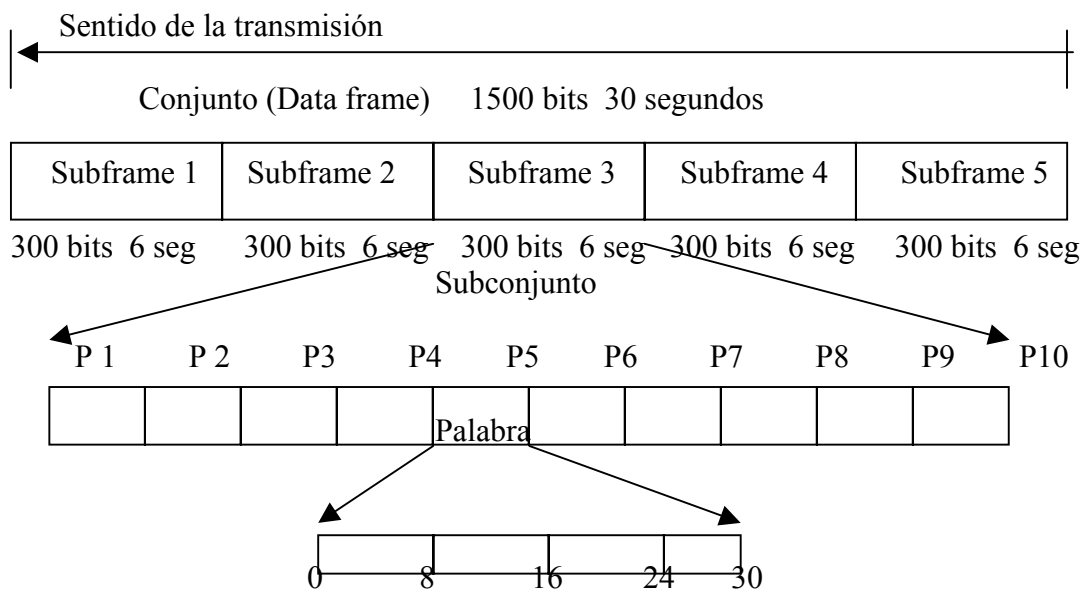 Sentido de la transmisión
Conjunto (Data frame) 1500 bits 30 segundos
Subframe 1 Subframe 2 Subframe 3 Subframe 4 Subframe 5
300 bits 6 seg 300 bits 6 seg 300 bits 6 seg 300 bits 6 seg 300 bits 6 seg
Subconjunto
P 1 P 2 P3 P4 P5 P6 P7 P8 P9 P10
Palabra
0 8 16 24 30